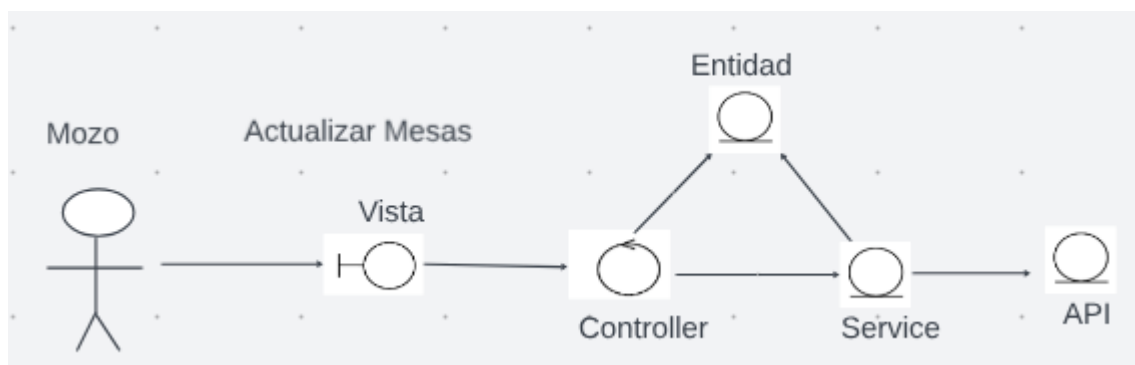 Entidad
Mozo
Actualizar Mesas
Vista
Controller
Service
API